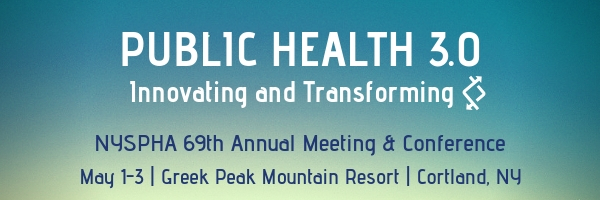 PUBLIC HEALTH 3.0
Innovating and Transforming
NYSPHA 69th Annual Meeting & Conference
May 1-3 | Greek Peak Mountain Resort | Cortland, NY